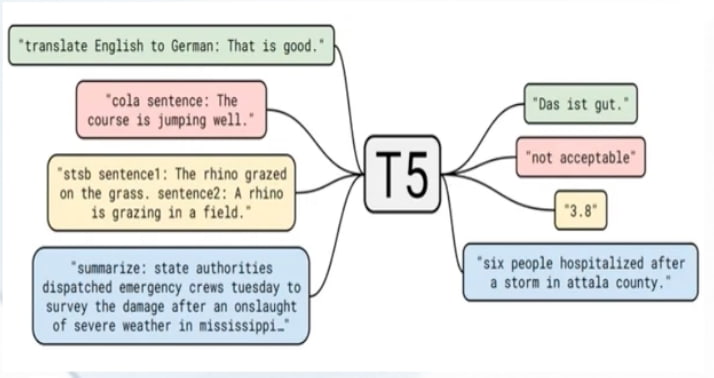 "translate English to German: That is good."
"cola sentence: The
course is jumping well."
"stsb sentence1: The rhino grazed
on the grass. sentence2: A rhino
is grazing in a field."
"summarize: state authorities
dispatched emergency crews tuesday to
survey the damage after an onslaught
of severe weather in mississippi…"
T5
"Das ist gut."
"not acceptable"
"3.8"
"six people hospitalized after
a storm in attala county."